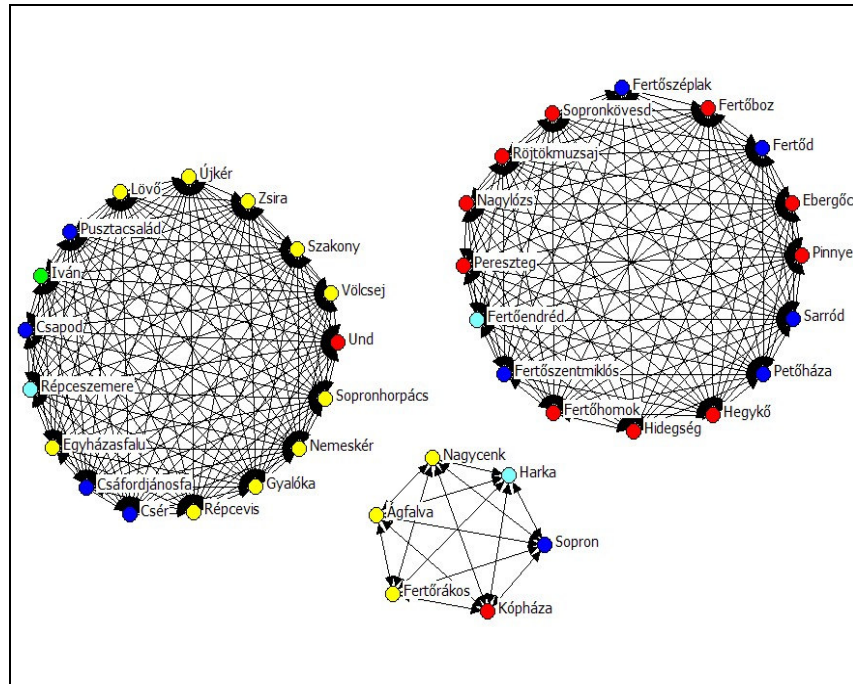 Fertőszéplak
Sopronkövesd
Fertőboz
Röjtökmuzsaj
Fertőd
Nagylózs
Ebergőc
Pereszteg
Pinnye
Fertőendréd
Sarród
Fertőszentmiklós
Petőháza
Fertőhomok
Hegykő
Hidegség
Újkér
Lövő
Zsira
Pusztacsalád
Szakony
Iván
Völcsej
Csapod
Und
Répceszemere
Sopronhorpács
Egyházasfalu
Nemeskér
Csáfordjánosfa
Gyalóka
Csér
Répcevis
Nagycenk
Harka
Ágfalva
Sopron
Fertőrákos
Kópháza